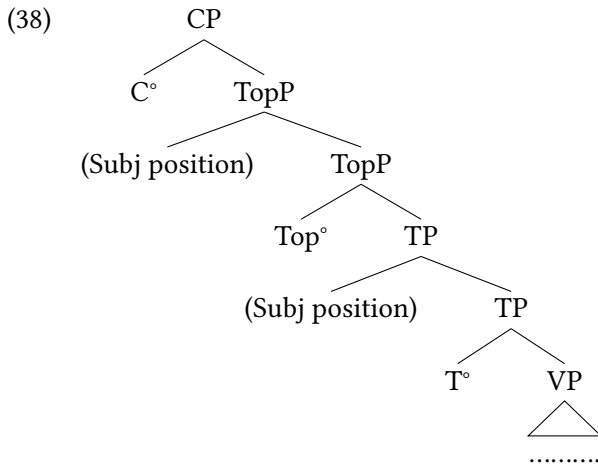 (38) CP
C° TopP
(Subj position) TopP
Top° TP
(Subj position) TP
T° VP
..........